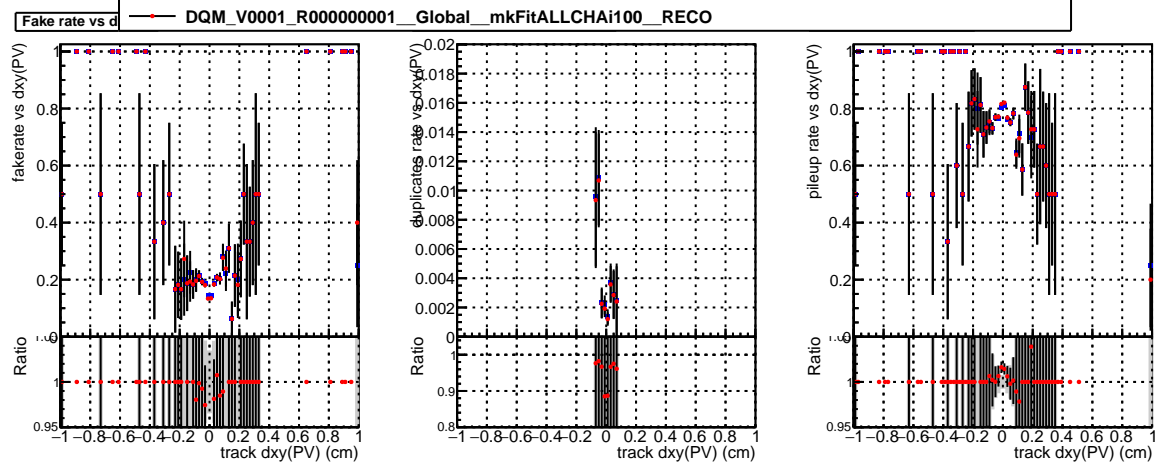 Fake rate vs d
DQM_V0001_R000000001__Global__mkFitALLCHAi100__RECO
fakerate vs dxy(PV)
1
0.8
0.6
0.4
0.2
0
Ratio
1
0.95
−1 −0.8 −0.6 −0.4 −0.2 0 0.2 0.4 0.6 0.8 1
track dxy(PV) (cm)
duplicates rate vs dxy(PV)
0.02
0.018
0.016
0.014
0.012
0.01
0.008
0.006
0.004
0.002
0
Ratio
1
0.9
0.8
−1 −0.8 −0.6 −0.4 −0.2 0 0.2 0.4 0.6 0.8 1
track dxy(PV) (cm)
pileup rate vs dxy(PV)
1
0.8
0.6
0.4
0.2
0
Ratio
1
0.95
−1 −0.8 −0.6 −0.4 −0.2 0 0.2 0.4 0.6 0.8 1
track dxy(PV) (cm)